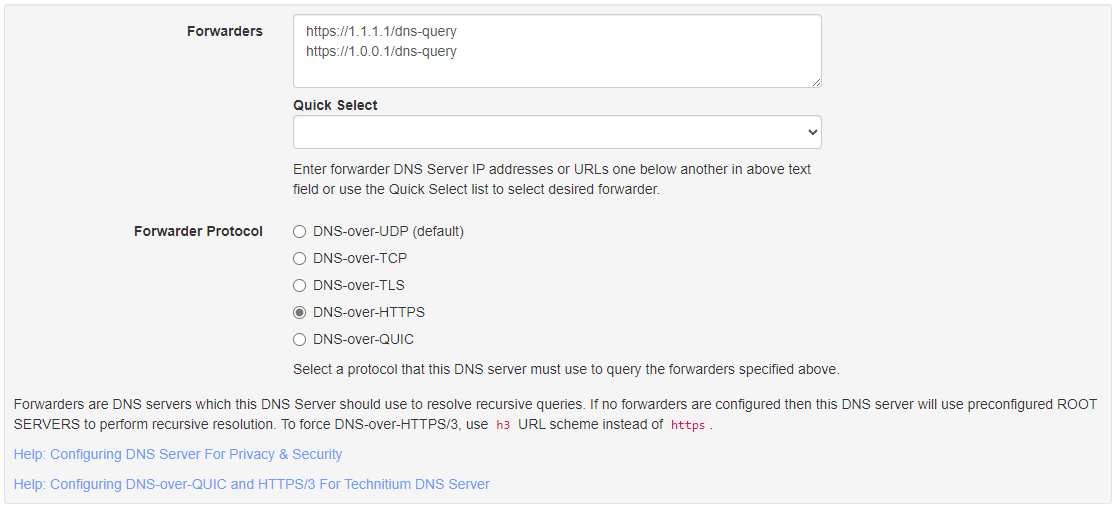 Forwarders
https://1.1.1.1/dns-query
https://1.0.0.1/dns-query
Quick Select
Enter forwarder DNS Server IP addresses or URLs one below another in above text
field or use the Quick Select list to select desired forwarder.
Forwarder Protocol
DNS-over-UDP (default)
DNS-over-TCP
DNS-over-TLS
DNS-over-HTTPS
DNS-over-QUIC
Select a protocol that this DNS server must use to query the forwarders specified above.
Forwarders are DNS servers which this DNS Server should use to resolve recursive queries. If no forwarders are configured then this DNS server will use preconfigured ROOT
SERVERS to perform recursive resolution. To force DNS-over-HTTPS/3, use h3 URL scheme instead of https .
Help: Configuring DNS Server For Privacy & Security
Help: Configuring DNS-over-QUIC and HTTPS/3 For Technitium DNS Server